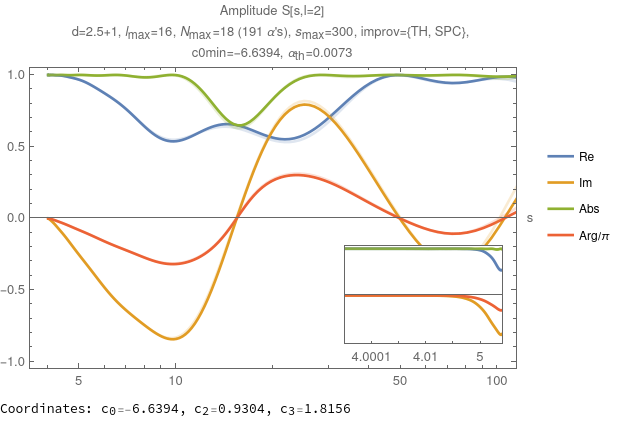 Amplitude S[s,l=2]
d=2.5+1, lmax=16, Nmax=18 (191 α's), smax=300, improv={TH, SPC},
c0min=−6.6394, αth=0.0073
1.0
0.5
0.0
−0.5
−1.0
5
10
50
100
s
4.0001
4.01
5
Re
Im
Abs
Arg/π
Coordinates: c0=−6.6394, c2=0.9304, c3=1.8156